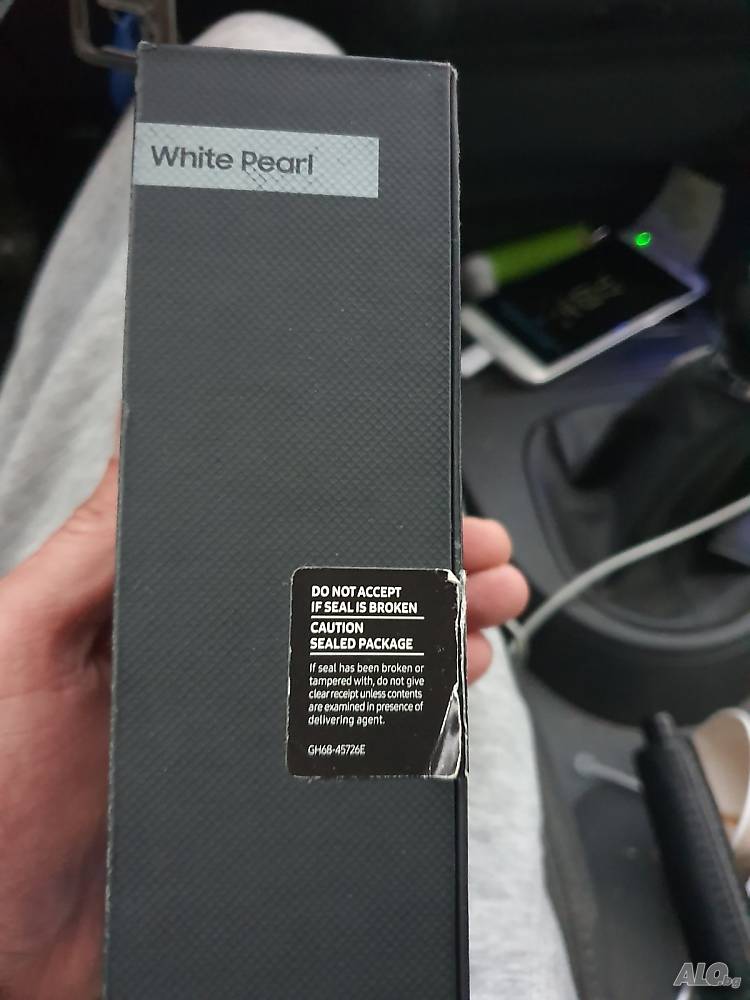 White Pearl
DO NOT ACCEPT
IF SEAL IS BROKEN
CAUTION
SEALED PACKAGE
If seal has been broken or
tampered with, do not give
clear receipt unless contents
are examined in presence of
delivering agent.
GH68-45726E
ALO.bg